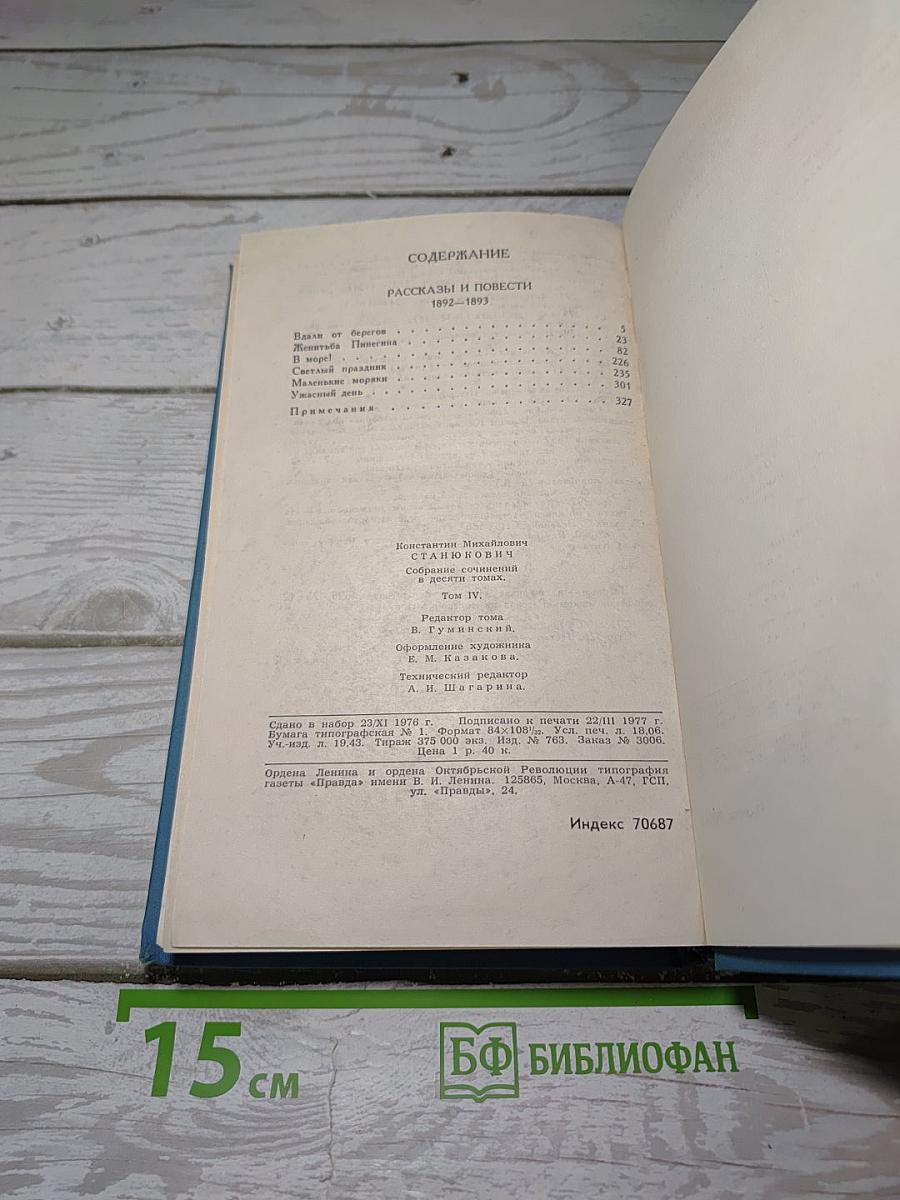 СОДЕРЖАНИЕ
РАССКАЗЫ И ПОВЕСТИ
1892—1893
Вдали от берегов . . . . . . . . . . . . . . . . 5
Женитьба Пинегина . . . . . . . . . . . . . . . 23
В море! . . . . . . . . . . . . . . . . . . . . 82
Светлый праздник . . . . . . . . . . . . . . . . 226
Маленькие моряки . . . . . . . . . . . . . . . . 235
Ужасный день . . . . . . . . . . . . . . . . . . 301
Примечания . . . . . . . . . . . . . . . . . . 327
Константин Михайлович
СТАНЮКОВИЧ
Собрание сочинений
в десяти томах.
Том IV.
Редактор тома
В. Гуминский.
Оформление художника
Е. М. Казакова.
Технический редактор
А. И. Шагарина.
Сдано в набор 23/XI 1976 г. Подписано к печати 22/III 1977 г.
Бумага типографская № 1. Формат 84×108¹/₃₂. Усл. печ. л. 18,06.
Уч.-изд. л. 19,43. Тираж 375 000 экз. Изд. № 763. Заказ № 3006.
Цена 1 р. 40 к.
Ордена Ленина и ордена Октябрьской Революции типография
газеты «Правда» имени В. И. Ленина. 125865, Москва, А-47, ГСП,
ул. «Правды», 24.
Индекс 70687
15 см
БФ БИБЛИОФАН